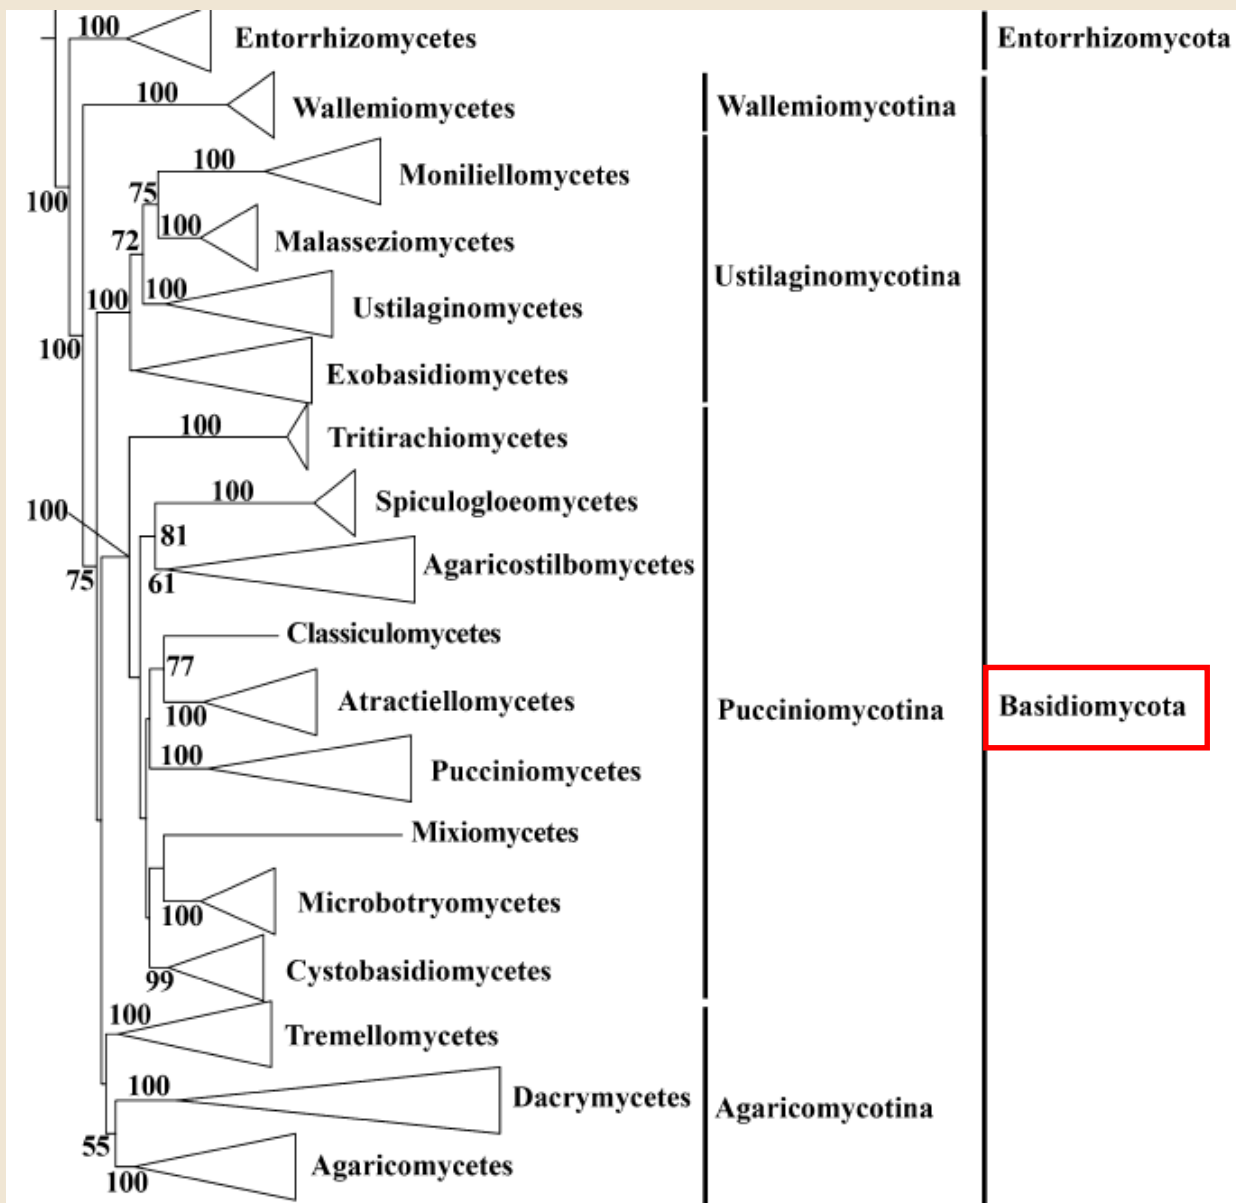 100
Entorrhizomycetes
Entorrhizomycota
100
Wallemiomycetes
Wallemiomycotina
100
Moniliellomycetes
75
100
100
Malasseziomycetes
72
Ustilaginomycotina
100
100
Ustilaginomycetes
100
Exobasidiomycetes
100
Tritirachiomycetes
100
Spiculogloeomycetes
100
81
Agaricostilbomycetes
75
61
Classiculomycetes
77
Atractiellomycetes
100
Pucciniomycotina
Basidiomycota
100
Pucciniomycetes
Mixiomycetes
Microbotryomycetes
100
Cystobasidiomycetes
99
100
Tremellomycetes
100
Dacrymycetes
Agaricomycotina
55
Agaricomycetes
100